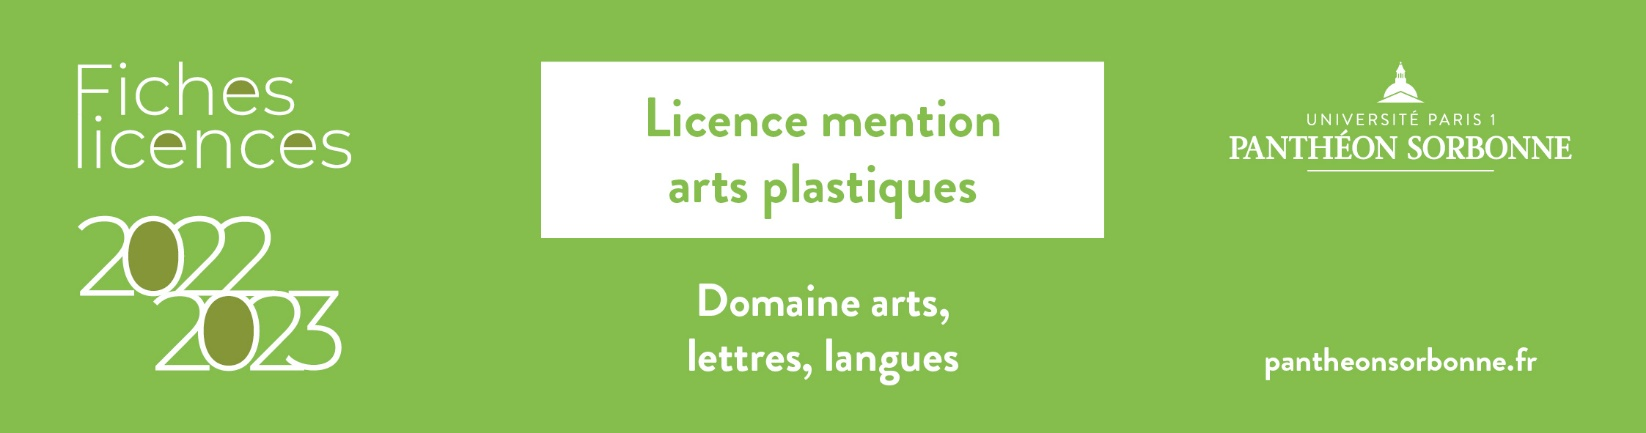 Fiches
licences
2022
2023
Licence mention
arts plastiques
Domaine arts,
lettres, langues
UNIVERSITÉ PARIS 1
PANTHÉON SORBONNE
pantheonsorbonne.fr